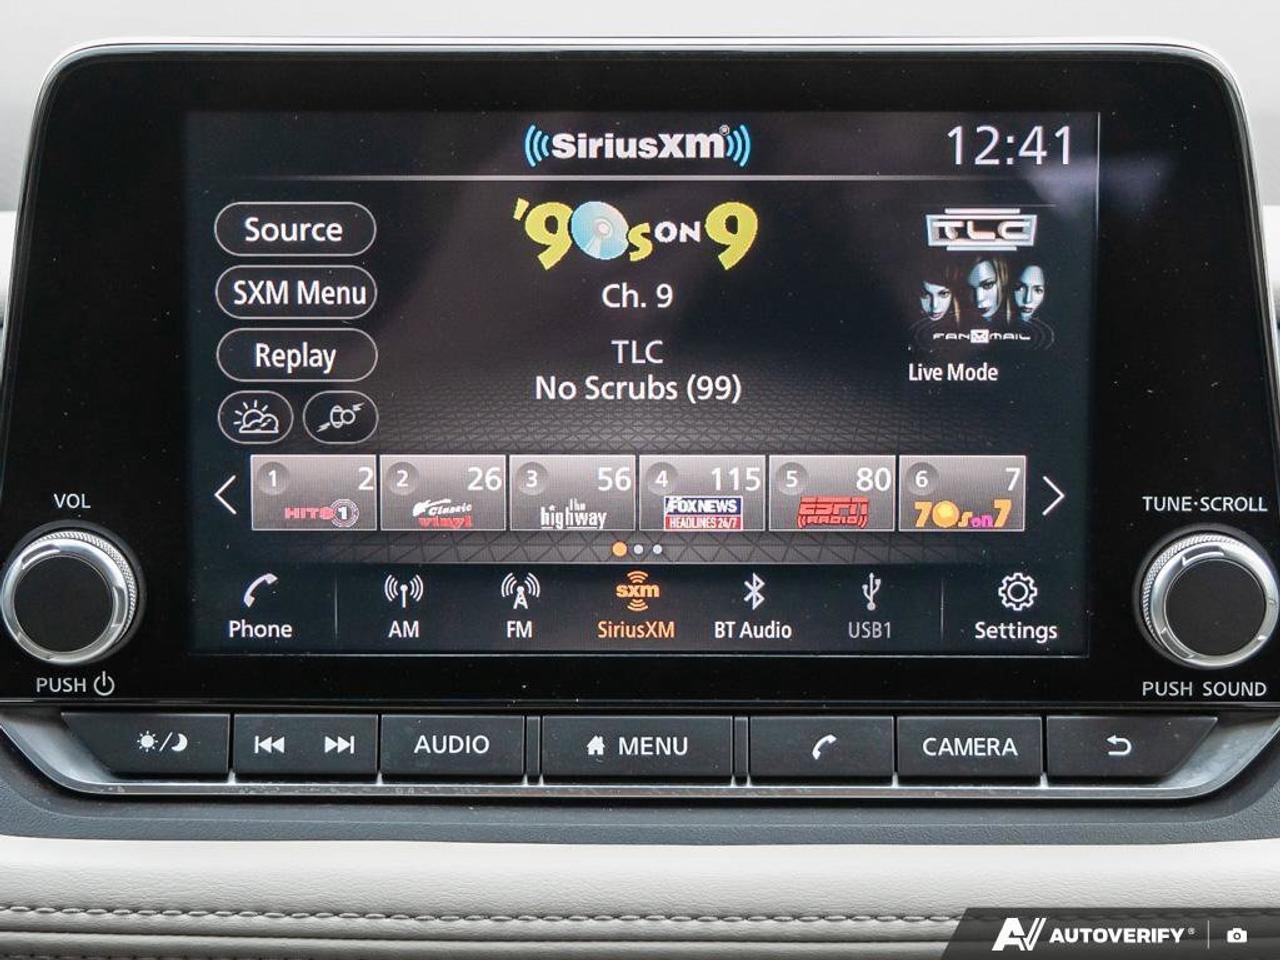 ((SiriusXM®))
12:41
Source
'90s ON 9
TLC
SXM Menu
Ch. 9
FANMAIL
Replay
TLC
Live Mode
No Scrubs (99)
1 2 2 26 3 56 4 115 5 80 6 7
HITS 1
Classic vinyl
the highway
FOX NEWS
HEADLINES 24/7
ESPN
RADIO
70s on 7
VOL
TUNE·SCROLL
sxm
Phone AM FM SiriusXM BT Audio USB1 Settings
PUSH
PUSH SOUND
AUDIO MENU CAMERA
AV AUTOVERIFY®